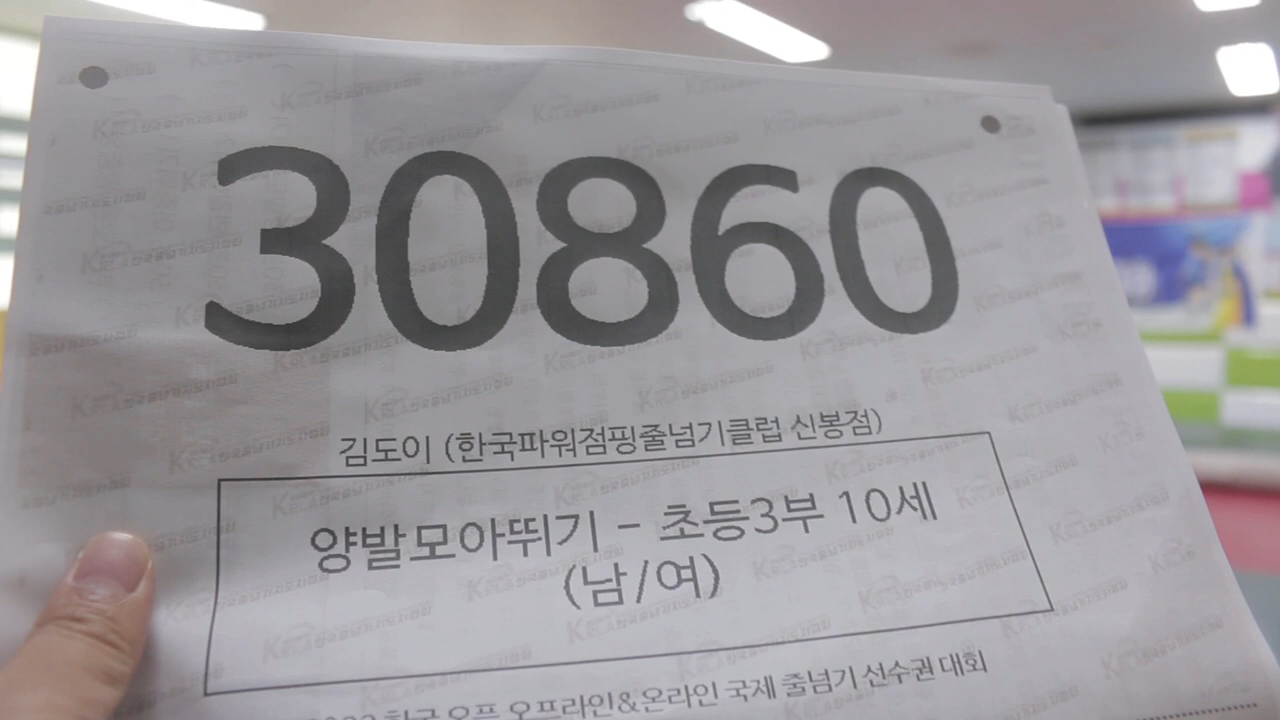 30860
김도이 (한국파워점핑줄넘기클럽 신봉점)
양발모아뛰기 - 초등3부 10세
(남/여)
한국 오픈 오프라인&온라인 국제 줄넘기 선수권 대회